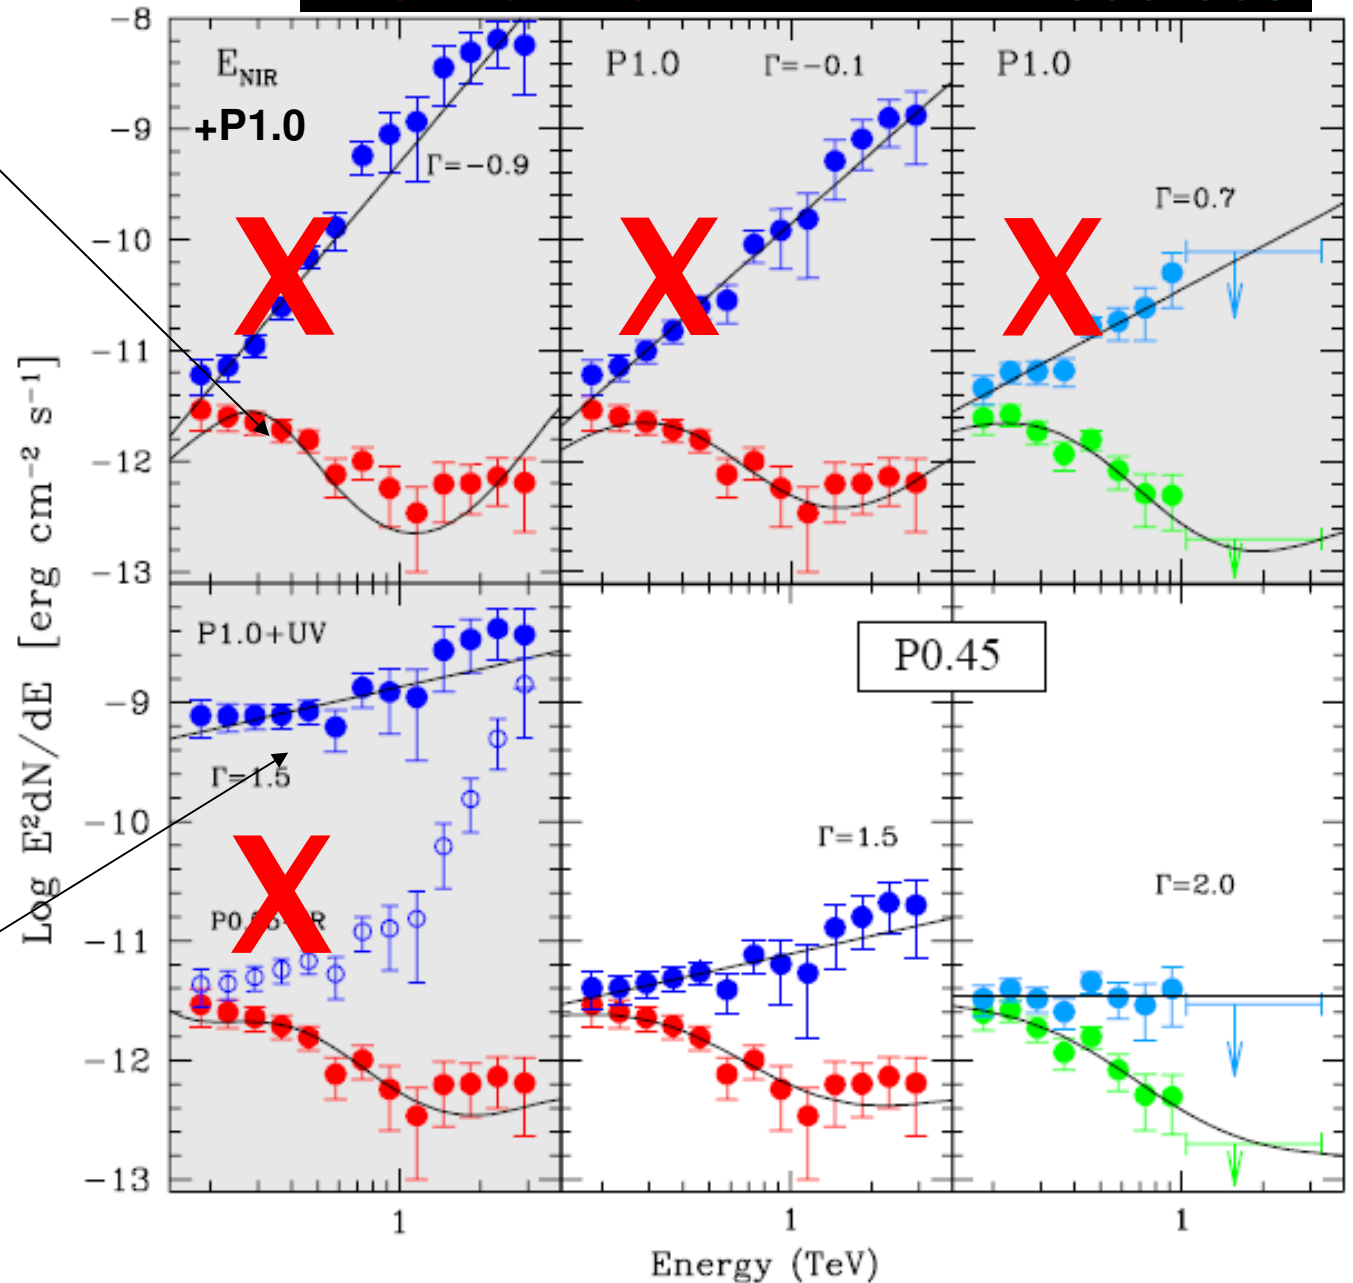 E_NIR
+P1.0
Γ=−0.9
X
P1.0
Γ=−0.1
X
P1.0
Γ=0.7
X
P1.0+UV
Γ=1.5
X
P0.45
Γ=1.5
Γ=2.0
−8
−9
−10
−11
−12
−13
−9
−10
−11
−12
−13
Log E²dN/dE [erg cm⁻² s⁻¹]
1
1
1
Energy (TeV)